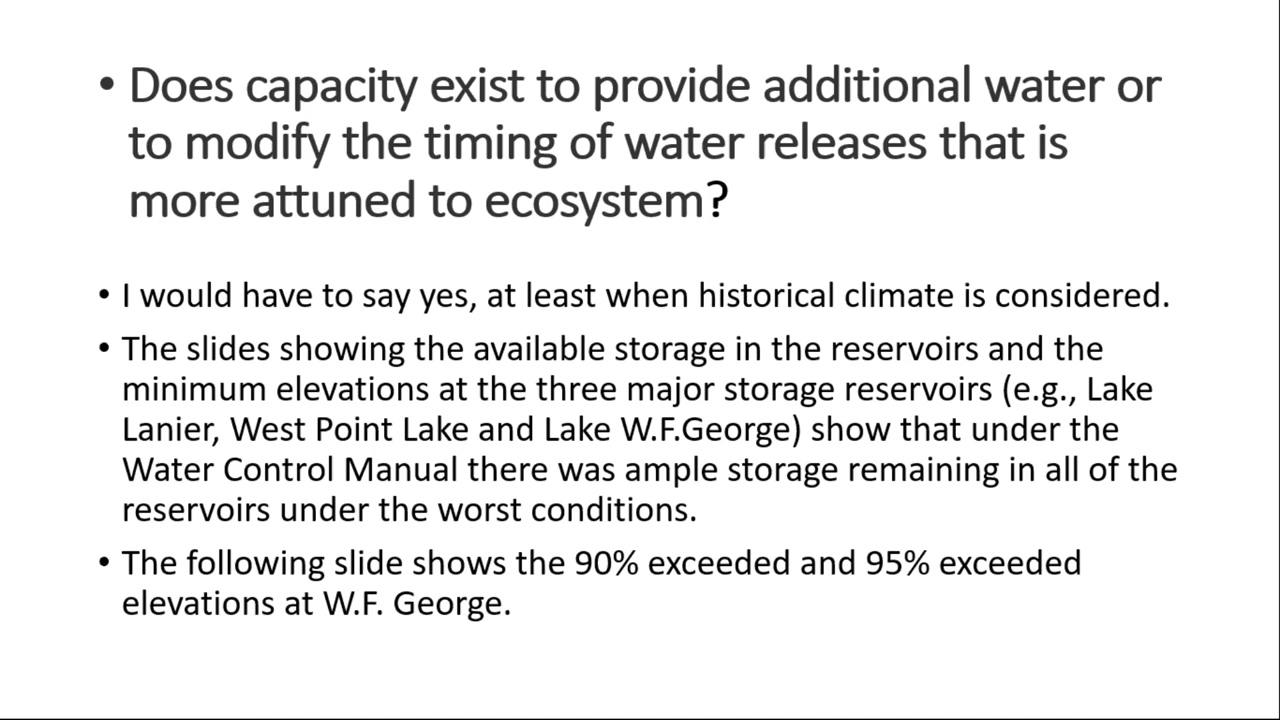 • Does capacity exist to provide additional water or
to modify the timing of water releases that is
more attuned to ecosystem?
• I would have to say yes, at least when historical climate is considered.
• The slides showing the available storage in the reservoirs and the
minimum elevations at the three major storage reservoirs (e.g., Lake
Lanier, West Point Lake and Lake W.F.George) show that under the
Water Control Manual there was ample storage remaining in all of the
reservoirs under the worst conditions.
• The following slide shows the 90% exceeded and 95% exceeded
elevations at W.F. George.